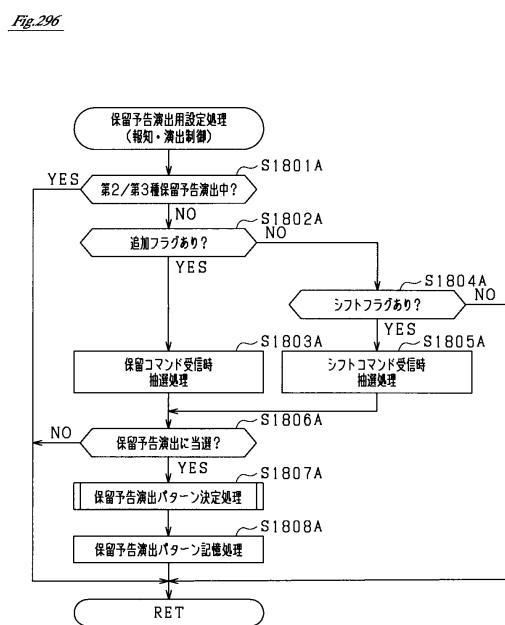 Fig.296
保留予告演出用設定処理
(報知・演出制御)
S1801A
YES
第2/第3種保留予告演出中?
NO
S1802A
追加フラグあり?
NO
YES
S1804A
シフトフラグあり?
NO
YES
S1803A
S1805A
保留コマンド受信時
抽選処理
シフトコマンド受信時
抽選処理
S1806A
NO
保留予告演出に当選?
YES
S1807A
保留予告演出パターン決定処理
S1808A
保留予告演出パターン記憶処理
RET